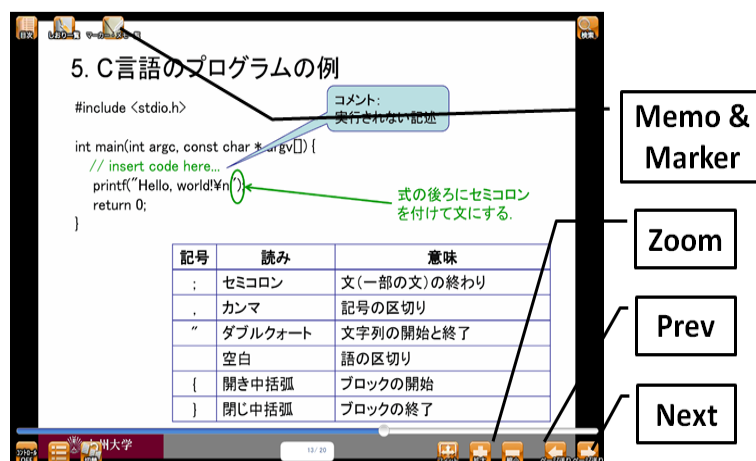 目次
しおり一覧
マーカー・メモ一覧
検索
5. C言語のプログラムの例
#include <stdio.h>
コメント:
実行されない記述
int main(int argc, const char * argv[]) {
// insert code here...
printf("Hello, world!¥n");
return 0;
}
式の後ろにセミコロン
を付けて文にする.
記号 読み 意味
; セミコロン 文(一部の文)の終わり
, カンマ 記号の区切り
" ダブルクォート 文字列の開始と終了
空白 語の区切り
{ 開き中括弧 ブロックの開始
} 閉じ中括弧 ブロックの終了
九州大学
13/20
コントロール
OFF
Memo &
Marker
Zoom
Prev
Next